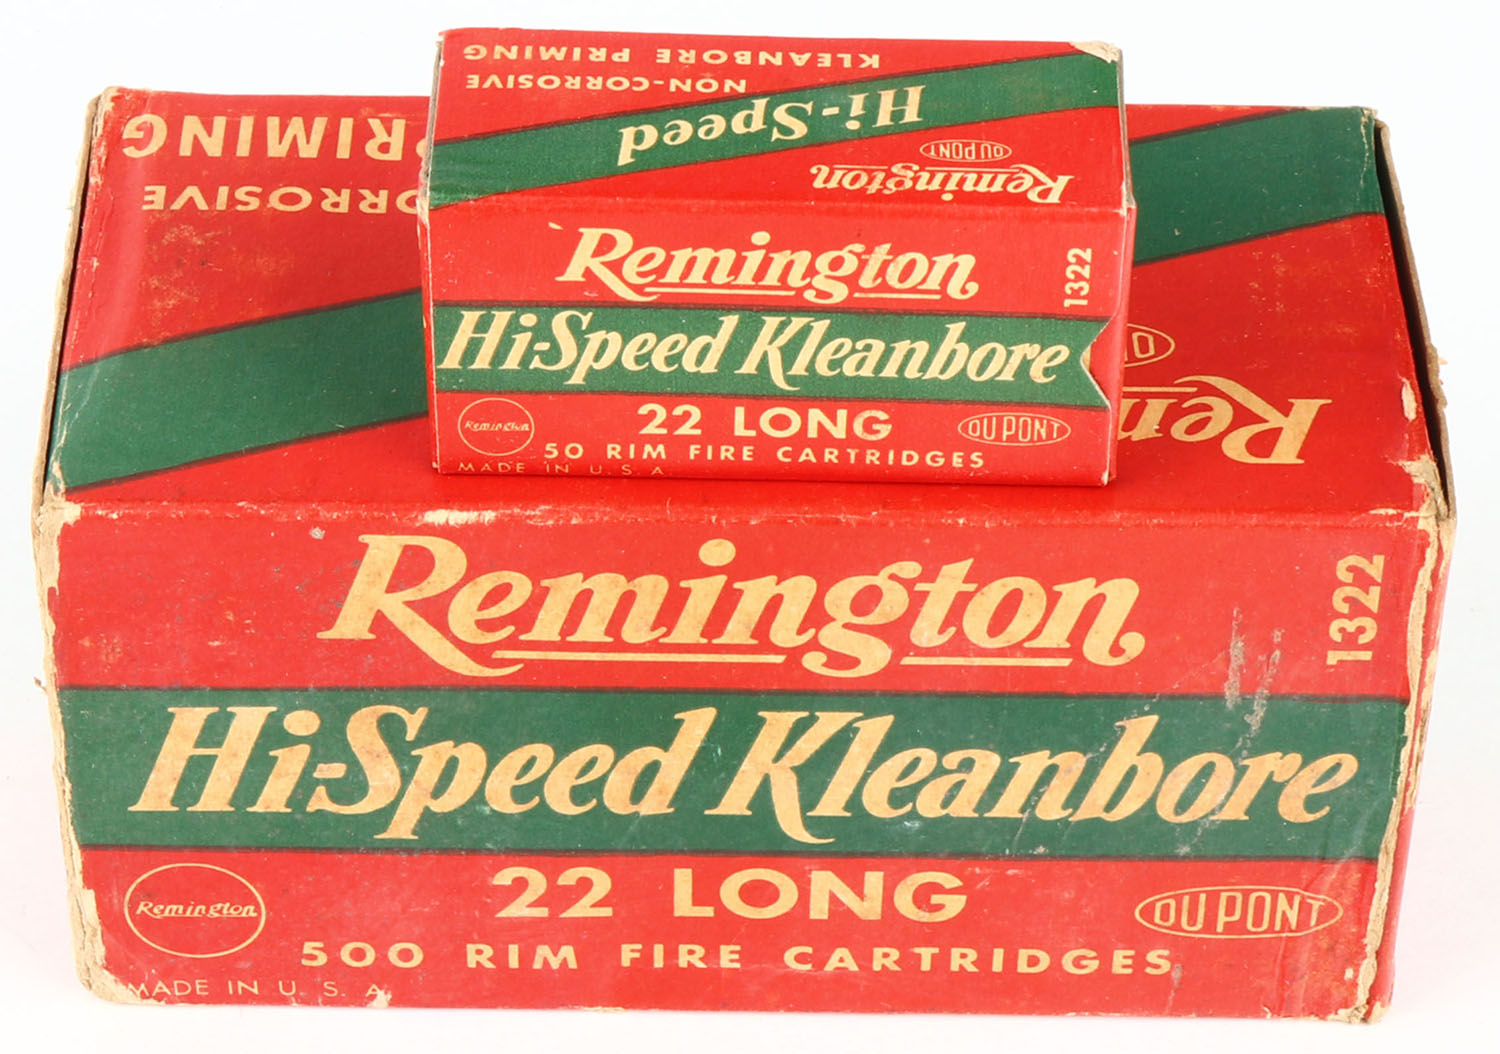 KLEANBORE PRIMING
NON-CORROSIVE
Hi-Speed
DU PONT
Remington
Remington
1322
Hi-Speed Kleanbore
Remington
22 LONG
DU PONT
50 RIM FIRE CARTRIDGES
MADE IN U.S.A.
PRIMING
CORROSIVE
Remington
1322
Hi-Speed Kleanbore
Remington
22 LONG
DU PONT
500 RIM FIRE CARTRIDGES
MADE IN U. S. A.